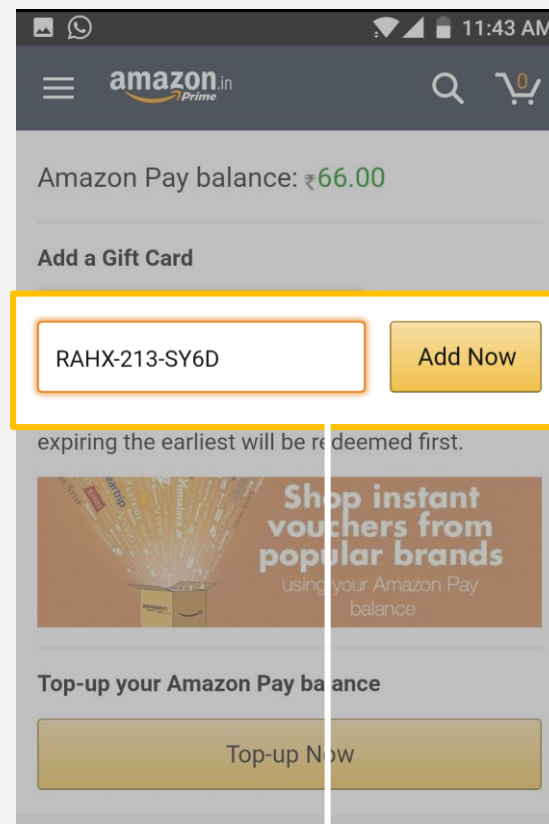 11:43 AM
amazon.in
Prime
0
Amazon Pay balance: ₹66.00
Add a Gift Card
RAHX-213-SY6D
Add Now
expiring the earliest will be redeemed first.
Shop instant
vouchers from
popular brands
using your Amazon Pay
balance
amazon
Top-up your Amazon Pay balance
Top-up Now